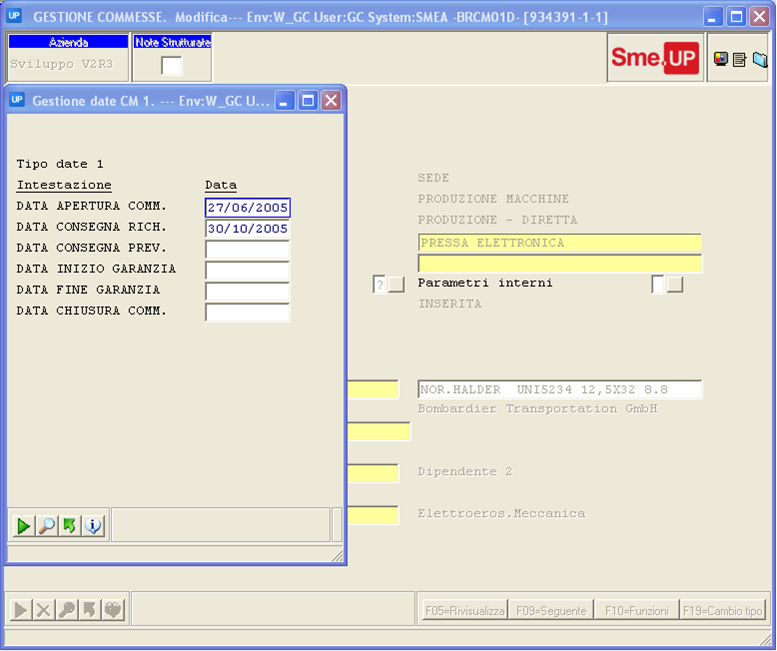 UP GESTIONE COMMESSE. Modifica--- Env:W_GC User:GC System:SMEA -BRCM01D- [934391-1-1]
Azienda
Note Strutturate
Sviluppo V2R3
Sme.UP
UP Gestione date CM 1. --- Env:W_GC U...
Tipo date 1
Intestazione Data
DATA APERTURA COMM. 27/06/2005
DATA CONSEGNA RICH. 30/10/2005
DATA CONSEGNA PREV.
DATA INIZIO GARANZIA
DATA FINE GARANZIA
DATA CHIUSURA COMM.
SEDE
PRODUZIONE MACCHINE
PRODUZIONE - DIRETTA
PRESSA ELETTRONICA
? Parametri interni
INSERITA
NOR.HALDER UNI5234 12,5X32 8.8
Bombardier Transportation GmbH
Dipendente 2
Elettroeros.Meccanica
F05=Rivisualizza F09=Seguente F10=Funzioni F19=Cambio tipo